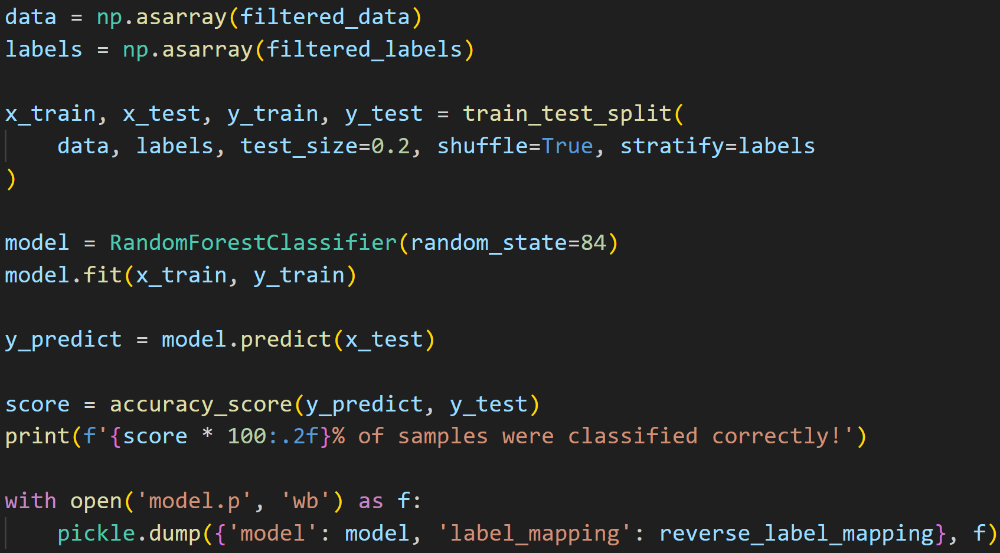 data = np.asarray(filtered_data)
labels = np.asarray(filtered_labels)
x_train, x_test, y_train, y_test = train_test_split(
    data, labels, test_size=0.2, shuffle=True, stratify=labels
)
model = RandomForestClassifier(random_state=84)
model.fit(x_train, y_train)
y_predict = model.predict(x_test)
score = accuracy_score(y_predict, y_test)
print(f'{score * 100:.2f}% of samples were classified correctly!')
with open('model.p', 'wb') as f:
    pickle.dump({'model': model, 'label_mapping': reverse_label_mapping}, f)